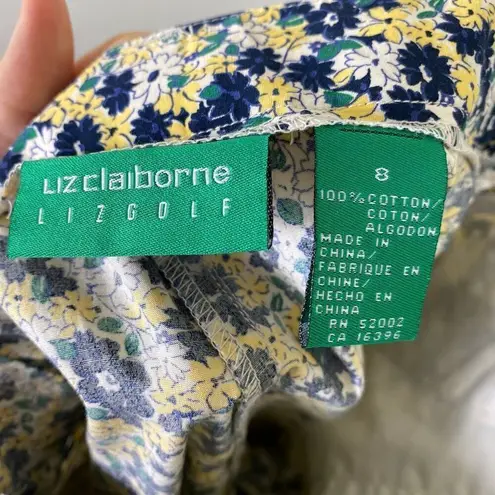 Lizclaiborne
LIZGOLF
8
100% COTTON/
COTON/
ALGODON
MADE IN
CHINA/
FABRIQUE EN
CHINE/
HECHO EN
CHINA
RN 52002
CA 16396